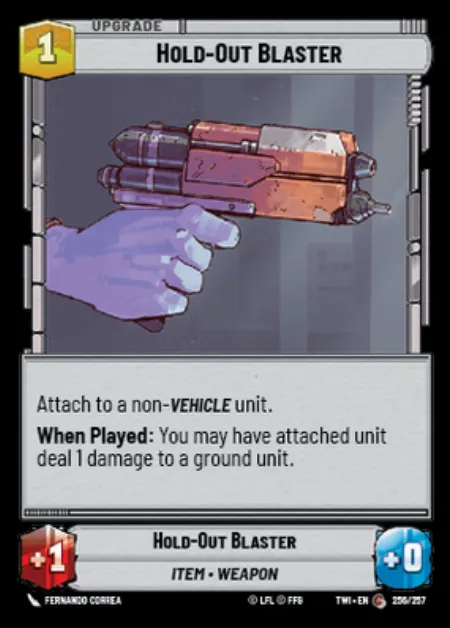 UPGRADE
1
HOLD-OUT BLASTER
Attach to a non-VEHICLE unit.
When Played: You may have attached unit
deal 1 damage to a ground unit.
HOLD-OUT BLASTER
+1
+0
ITEM • WEAPON
FERNANDO CORREA
© LFL © FFG
TWI • EN
C
256/257